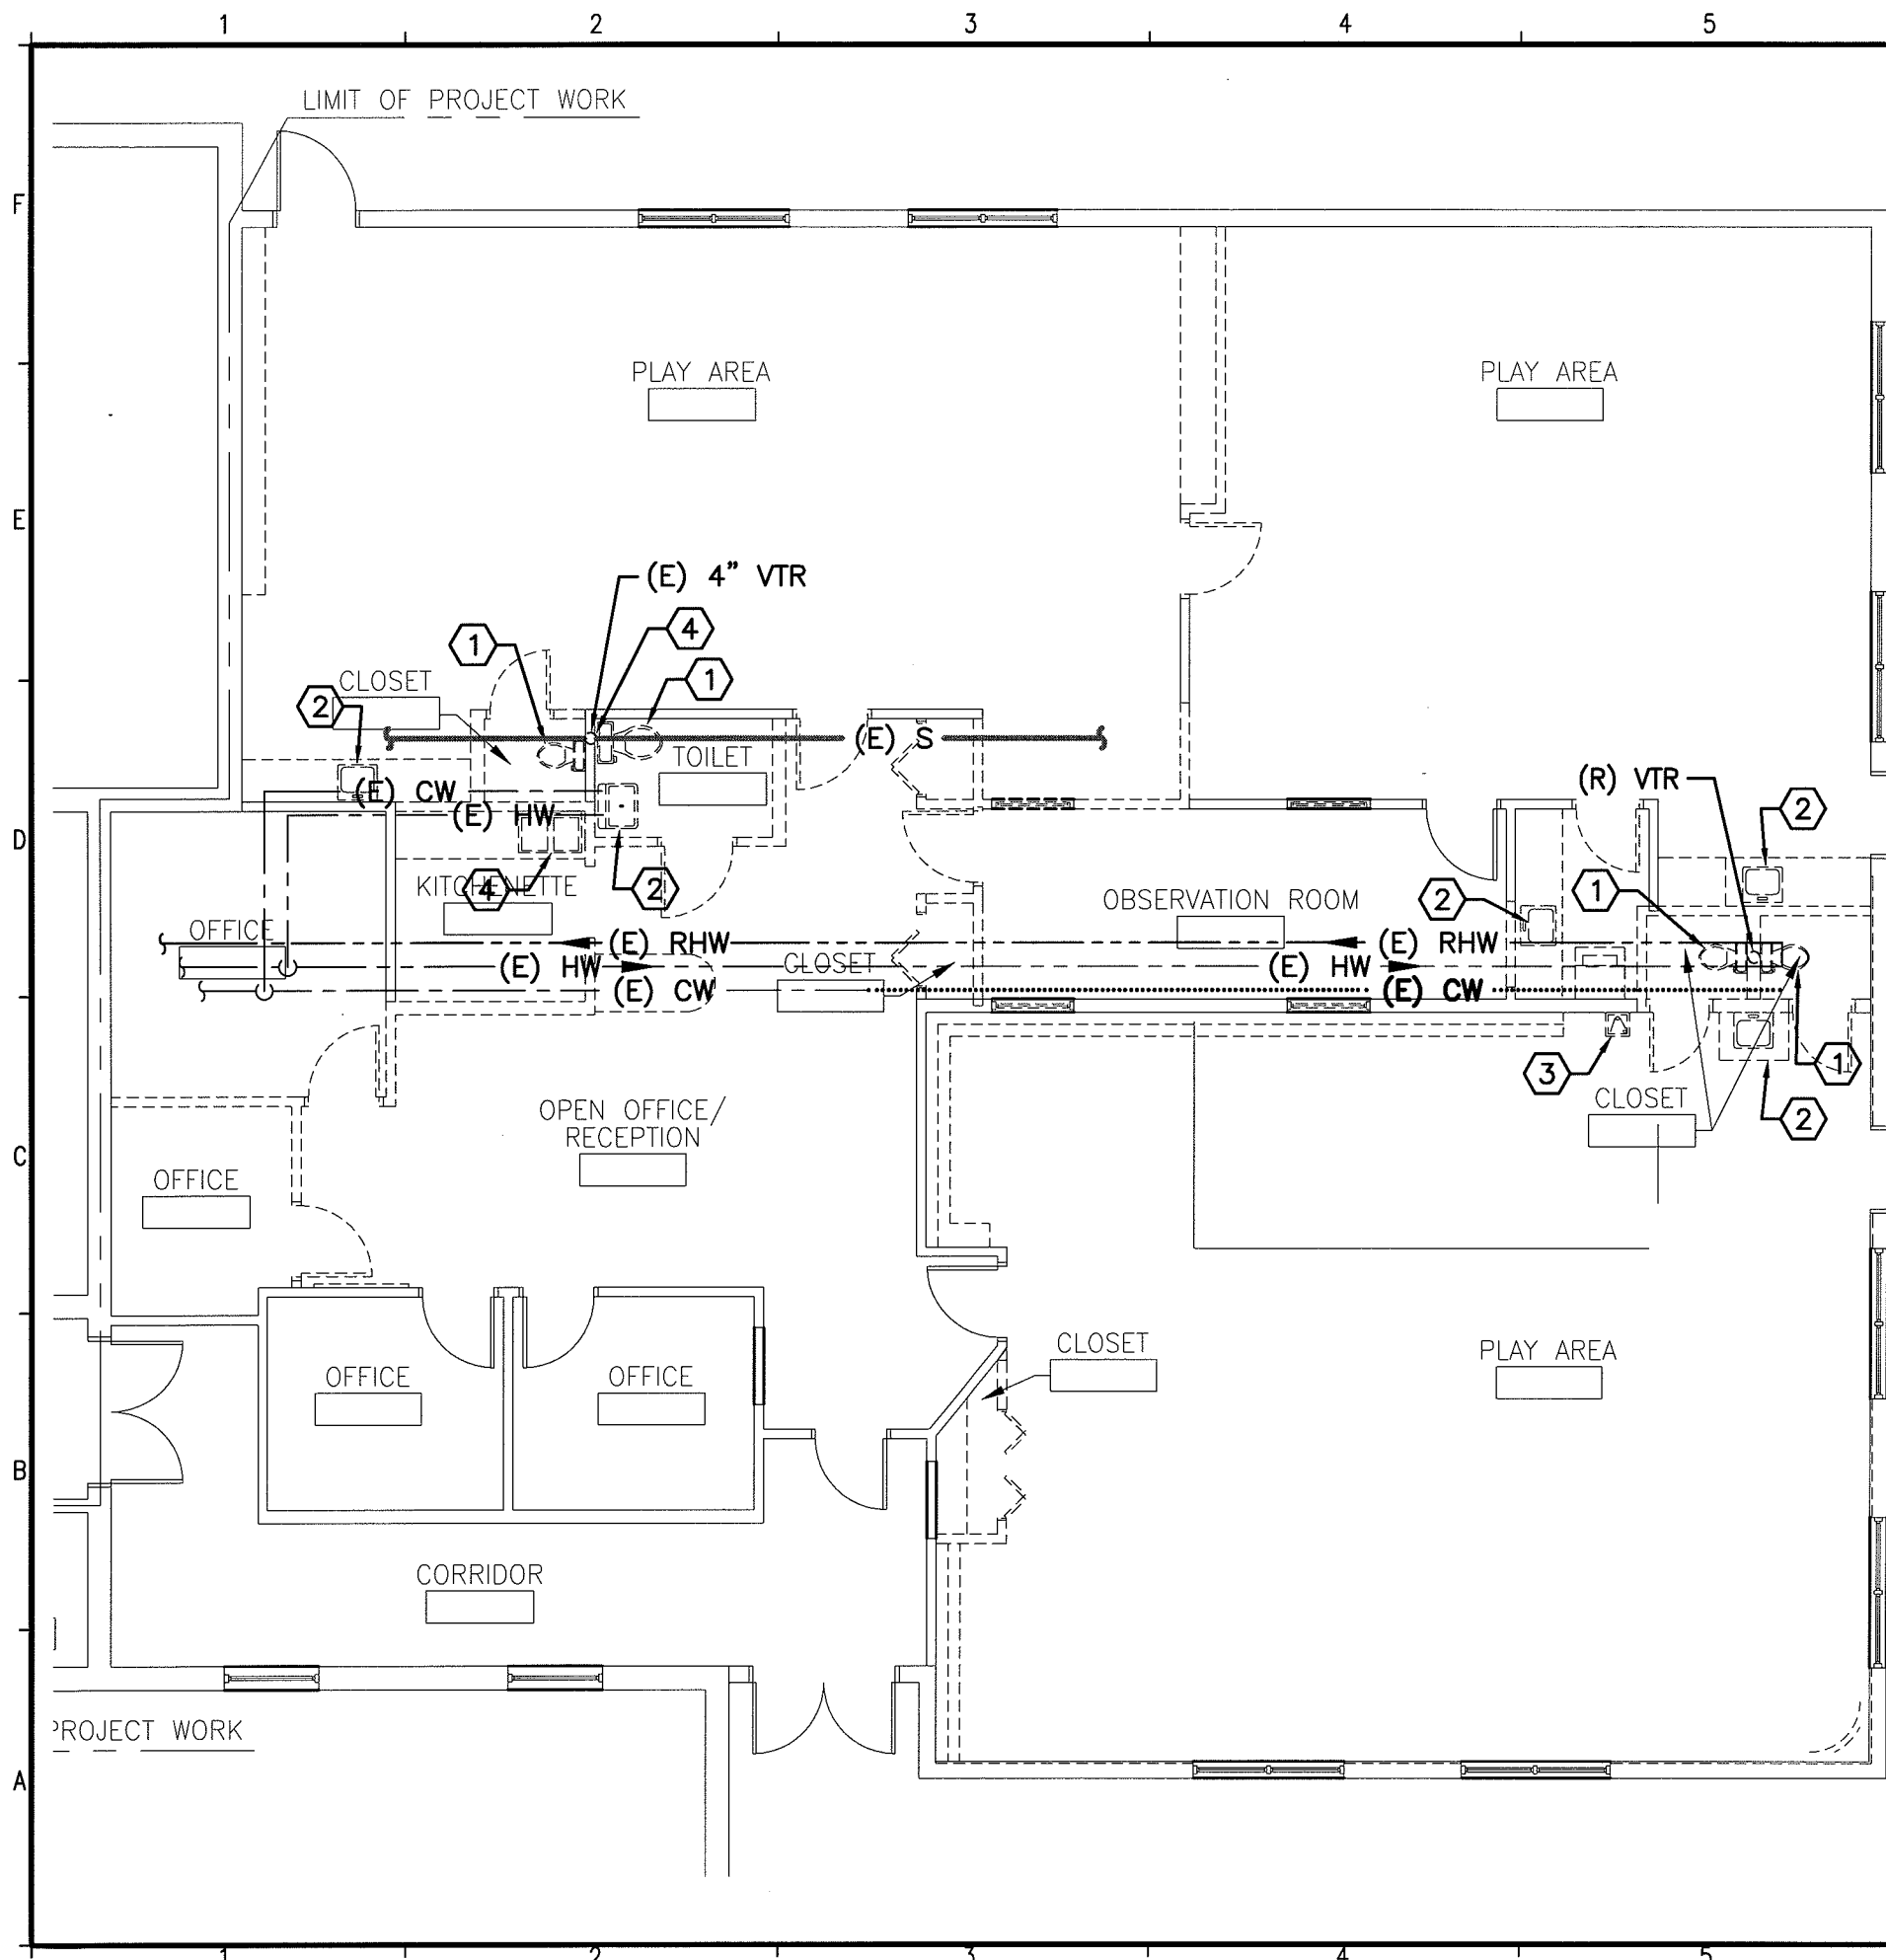 1 2 3 4 5
LIMIT OF PROJECT WORK
F
PLAY AREA
PLAY AREA
E
(E) 4" VTR
4
1
1
CLOSET
2
(E) S
TOILET
(R) VTR
(E) CW
2
(E) HW
D
KITCHENETTE
4
2
OBSERVATION ROOM
2
1
OFFICE
(E) RHW
(E) RHW
(E) HW
CLOSET
(E) HW
(E) CW
(E) CW
3
1
CLOSET
2
OPEN OFFICE/
RECEPTION
C
OFFICE
CLOSET
PLAY AREA
OFFICE
OFFICE
B
CORRIDOR
PROJECT WORK
A
1 2 3 4 5